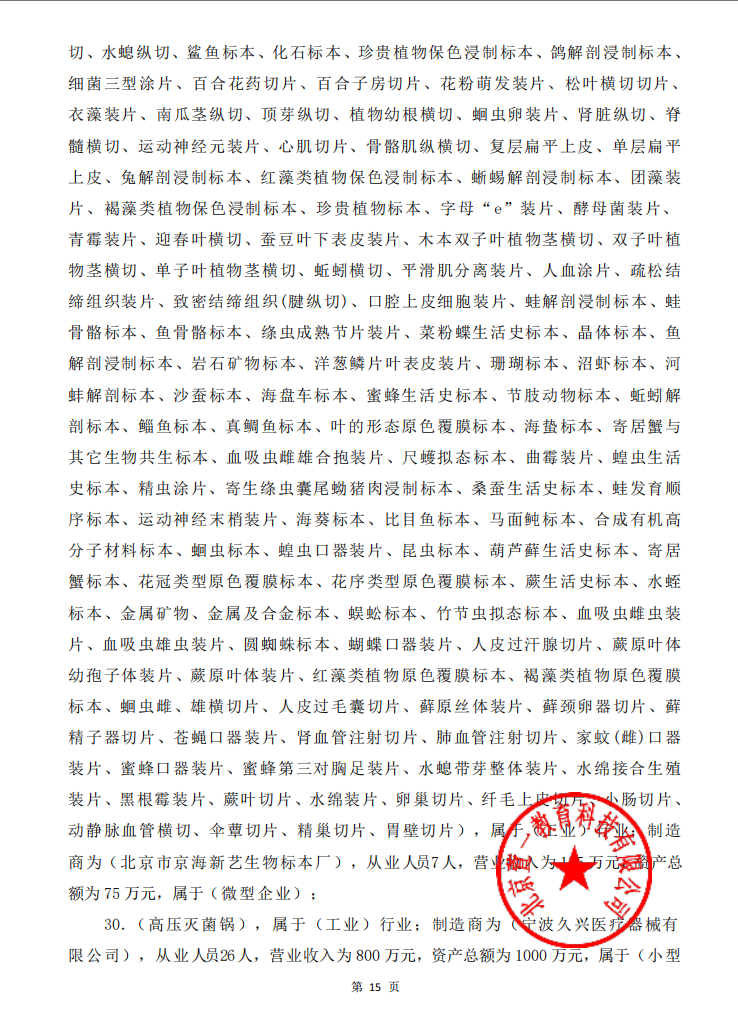 切、水螅纵切、鲨鱼标本、化石标本、珍贵植物保色浸制标本、鸽解剖浸制标本、
细菌三型涂片、百合花药切片、百合子房切片、花粉萌发装片、松叶横切切片、
衣藻装片、南瓜茎纵切、顶芽纵切、植物幼根横切、蛔虫卵装片、肾脏纵切、脊
髓横切、运动神经元装片、心肌切片、骨骼肌纵横切、复层扁平上皮、单层扁平
上皮、兔解剖浸制标本、红藻类植物保色浸制标本、蜥蜴解剖浸制标本、团藻装
片、褐藻类植物保色浸制标本、珍贵植物标本、字母“e”装片、酵母菌装片、
青霉装片、迎春叶横切、蚕豆叶下表皮装片、木本双子叶植物茎横切、双子叶植
物茎横切、单子叶植物茎横切、蚯蚓横切、平滑肌分离装片、人血涂片、疏松结
缔组织装片、致密结缔组织(腱纵切)、口腔上皮细胞装片、蛙解剖浸制标本、蛙
骨骼标本、鱼骨骼标本、绦虫成熟节片装片、菜粉蝶生活史标本、晶体标本、鱼
解剖浸制标本、岩石矿物标本、洋葱鳞片叶表皮装片、珊瑚标本、沼虾标本、河
蚌解剖标本、沙蚕标本、海盘车标本、蜜蜂生活史标本、节肢动物标本、蚯蚓解
剖标本、鲻鱼标本、真鲷鱼标本、叶的形态原色覆膜标本、海蛰标本、寄居蟹与
其它生物共生标本、血吸虫雌雄合抱装片、尺蠖拟态标本、曲霉装片、蝗虫生活
史标本、精虫涂片、寄生绦虫囊尾蚴猪肉浸制标本、桑蚕生活史标本、蛙发育顺
序标本、运动神经末梢装片、海葵标本、比目鱼标本、马面鲀标本、合成有机高
分子材料标本、蛔虫标本、蝗虫口器装片、昆虫标本、葫芦藓生活史标本、寄居
蟹标本、花冠类型原色覆膜标本、花序类型原色覆膜标本、蕨生活史标本、水蛭
标本、金属矿物、金属及合金标本、蜈蚣标本、竹节虫拟态标本、血吸虫雌虫装
片、血吸虫雄虫装片、圆蜘蛛标本、蝴蝶口器装片、人皮过汗腺切片、蕨原叶体
幼孢子体装片、蕨原叶体装片、红藻类植物原色覆膜标本、褐藻类植物原色覆膜
标本、蛔虫雌、雄横切片、人皮过毛囊切片、藓原丝体装片、藓颈卵器切片、藓
精子器切片、苍蝇口器装片、肾血管注射切片、肺血管注射切片、家蚊(雌)口器
装片、蜜蜂口器装片、蜜蜂第三对胸足装片、水螅带芽整体装片、水绵接合生殖
装片、黑根霉装片、蕨叶切片、水绵装片、卵巢切片、纤毛上皮切片、小肠切片、
动静脉血管横切、伞蕈切片、精巢切片、胃壁切片），属于（工业）行业；制造
商为（北京市京海新艺生物标本厂），从业人员7人，营业收入为 万元，资产总
额为75万元，属于（微型企业）；
30.（高压灭菌锅），属于（工业）行业；制造商为（宁波久兴医疗器械有
限公司），从业人员26人，营业收入为800万元，资产总额为1000万元，属于（小型
北京 一教育科技有限公司
第 15 页